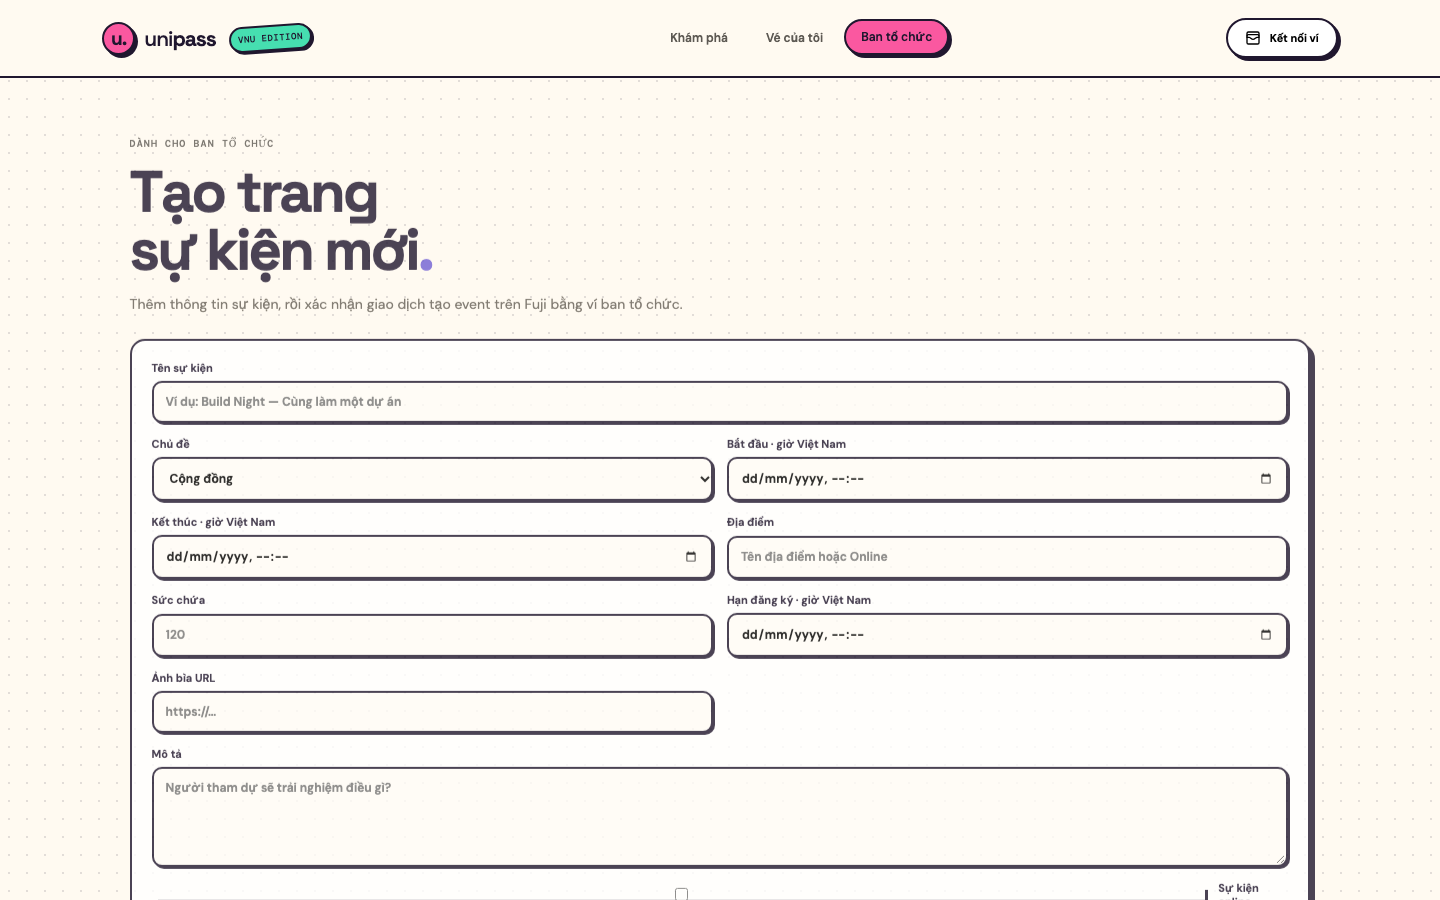 u. unipass VNU EDITION Khám phá Vé của tôi Ban tổ chức Kết nối ví
DÀNH CHO BAN TỔ CHỨC
Tạo trang
sự kiện mới.
Thêm thông tin sự kiện, rồi xác nhận giao dịch tạo event trên Fuji bằng ví ban tổ chức.
Tên sự kiện
Ví dụ: Build Night — Cùng làm một dự án
Chủ đề
Cộng đồng
Bắt đầu · giờ Việt Nam
dd/mm/yyyy, --:--
Kết thúc · giờ Việt Nam
dd/mm/yyyy, --:--
Địa điểm
Tên địa điểm hoặc Online
Sức chứa
120
Hạn đăng ký · giờ Việt Nam
dd/mm/yyyy, --:--
Ảnh bìa URL
https://...
Mô tả
Người tham dự sẽ trải nghiệm điều gì?
Sự kiện